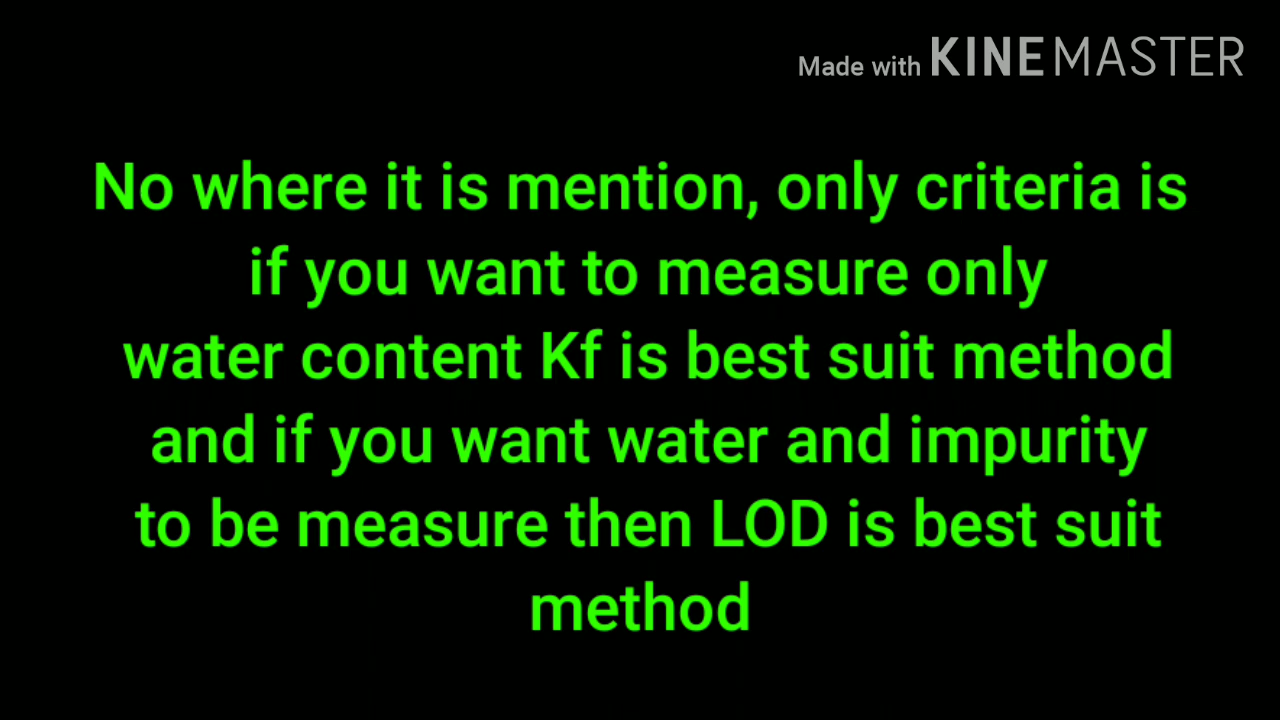 Made with KINEMASTER
No where it is mention, only criteria is
if you want to measure only
water content Kf is best suit method
and if you want water and impurity
to be measure then LOD is best suit
method